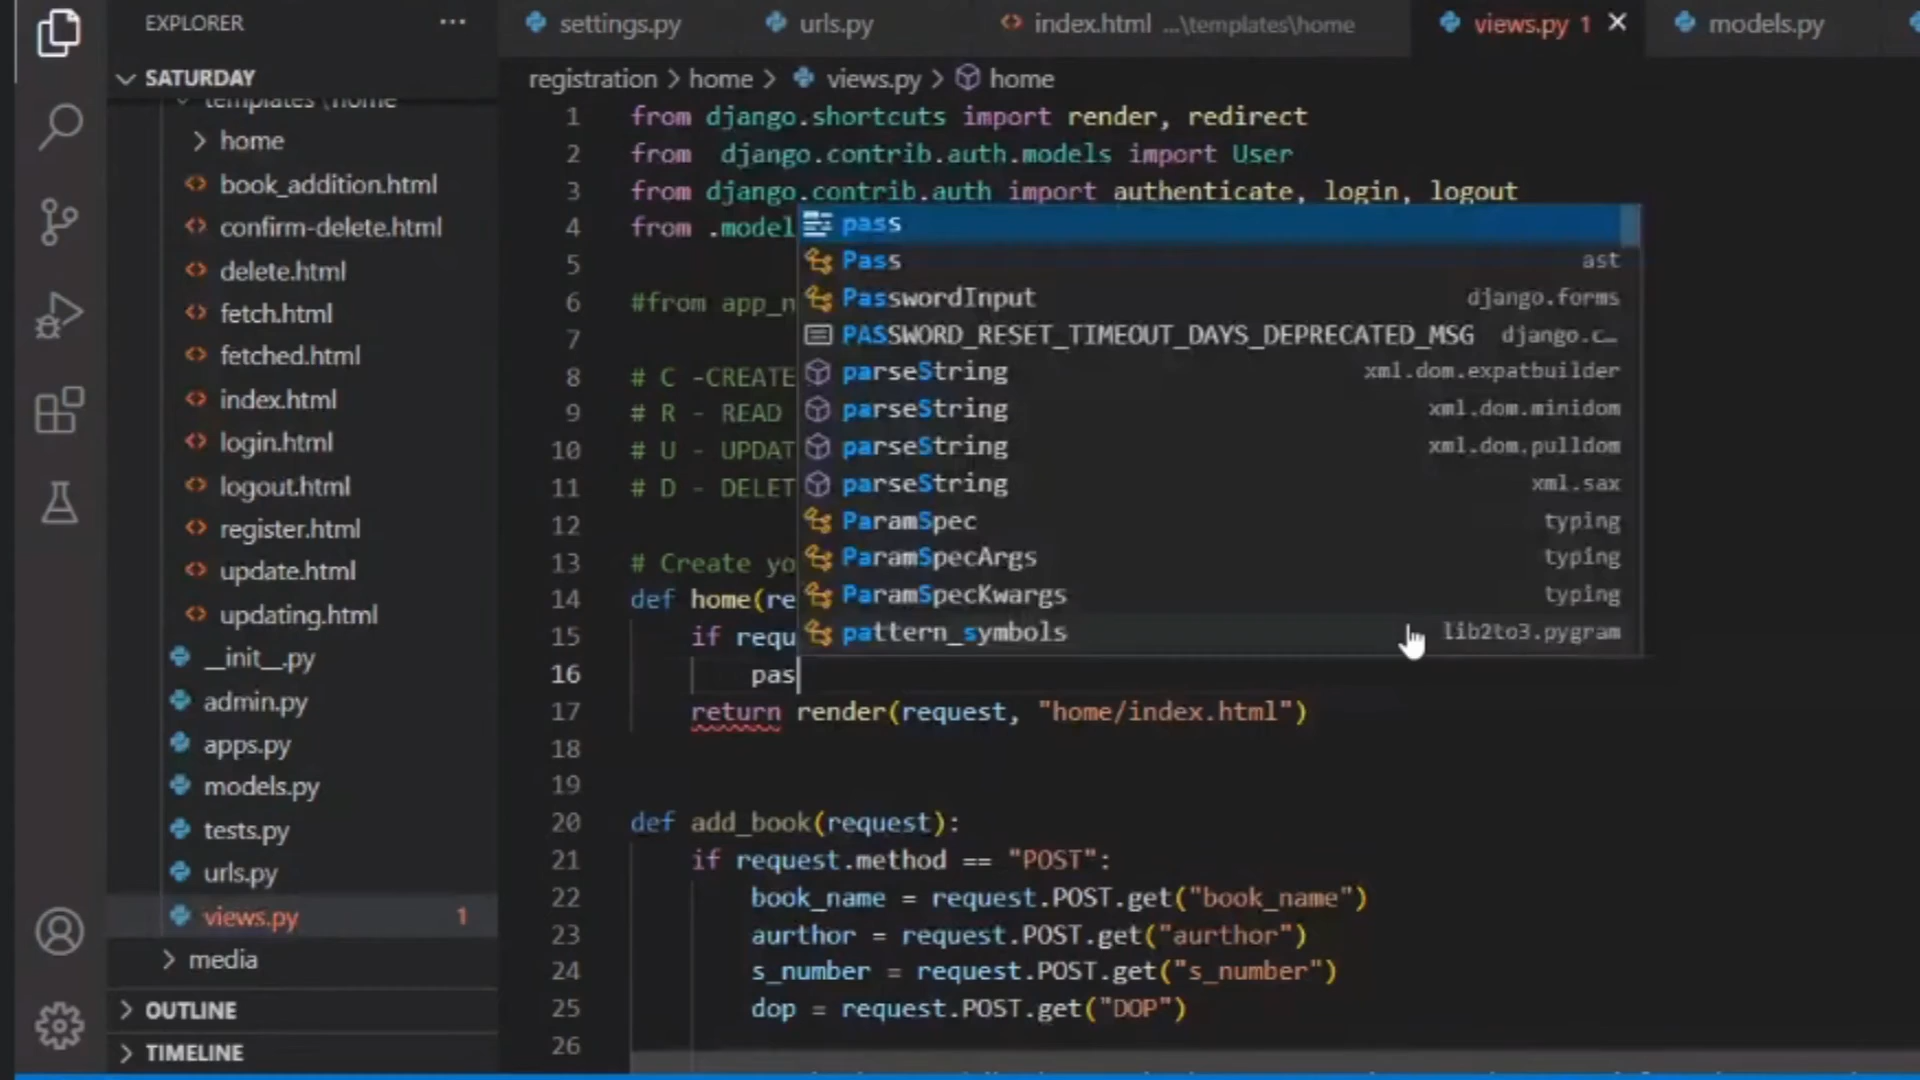 EXPLORER
SATURDAY
templates \home
home
book_addition.html
confirm-delete.html
delete.html
fetch.html
fetched.html
index.html
login.html
logout.html
register.html
update.html
updating.html
__init__.py
admin.py
apps.py
models.py
tests.py
urls.py
views.py 1
media
OUTLINE
TIMELINE
settings.py urls.py index.html ...\templates\home views.py 1 models.py
registration > home > views.py > home
1 from django.shortcuts import render, redirect
2 from  django.contrib.auth.models import User
3 from django.contrib.auth import authenticate, login, logout
4 from .model
5
6 #from app_n
7
8 # C -CREATE
9 # R - READ
10 # U - UPDAT
11 # D - DELET
12
13 # Create yo
14 def home(re
15 if requ
16 pas
17 return render(request, "home/index.html")
18
19
20 def add_book(request):
21 if request.method == "POST":
22 book_name = request.POST.get("book_name")
23 aurthor = request.POST.get("aurthor")
24 s_number = request.POST.get("s_number")
25 dop = request.POST.get("DOP")
26
pass
Pass ast
PasswordInput django.forms
PASSWORD_RESET_TIMEOUT_DAYS_DEPRECATED_MSG django.c…
parseString xml.dom.expatbuilder
parseString xml.dom.minidom
parseString xml.dom.pulldom
parseString xml.sax
ParamSpec typing
ParamSpecArgs typing
ParamSpecKwargs typing
pattern_symbols lib2to3.pygram